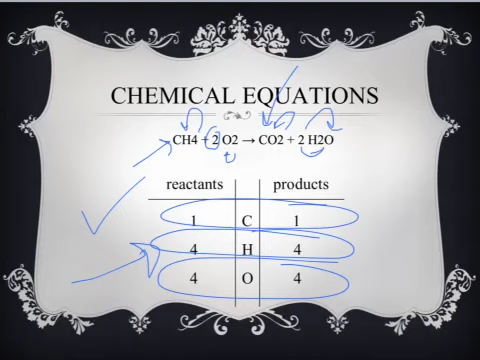 CHEMICAL EQUATIONS
CH4 + 2 O2 → CO2 + 2 H2O
reactants products
1 C 1
4 H 4
4 O 4